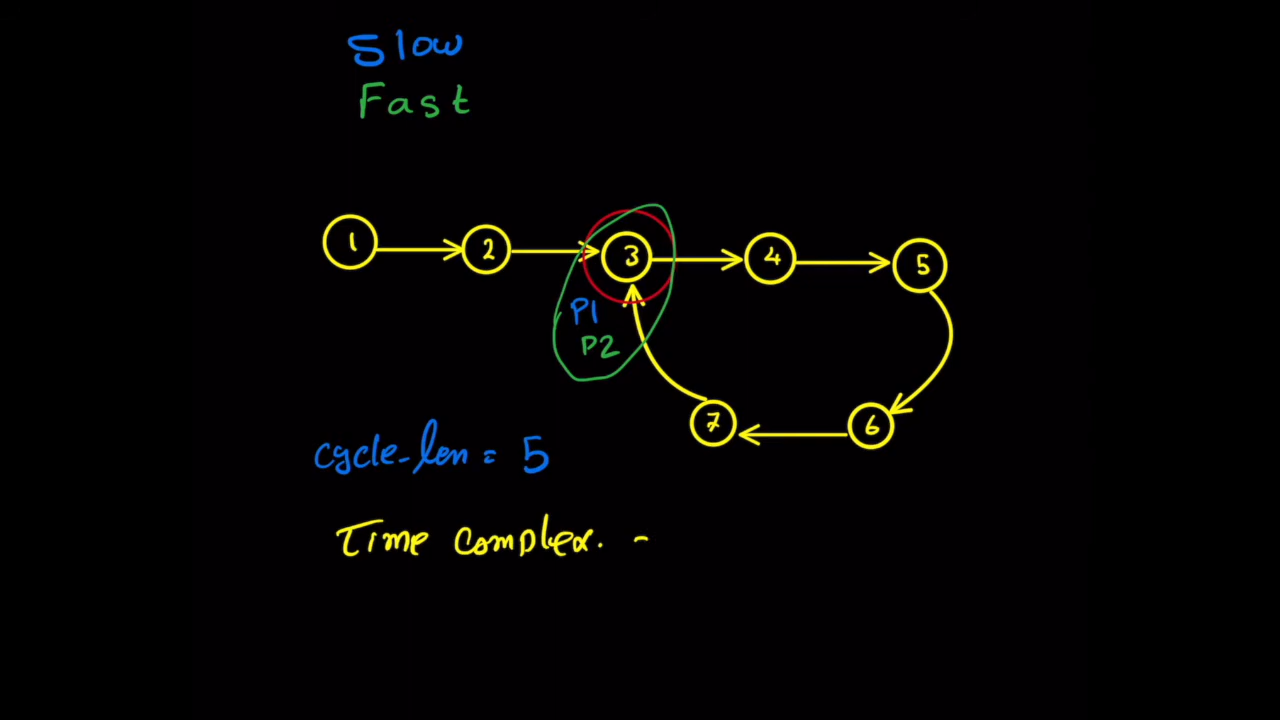 Slow
Fast
1
2
3
4
5
P1
P2
7
6
cycle-len = 5
Time complex. -